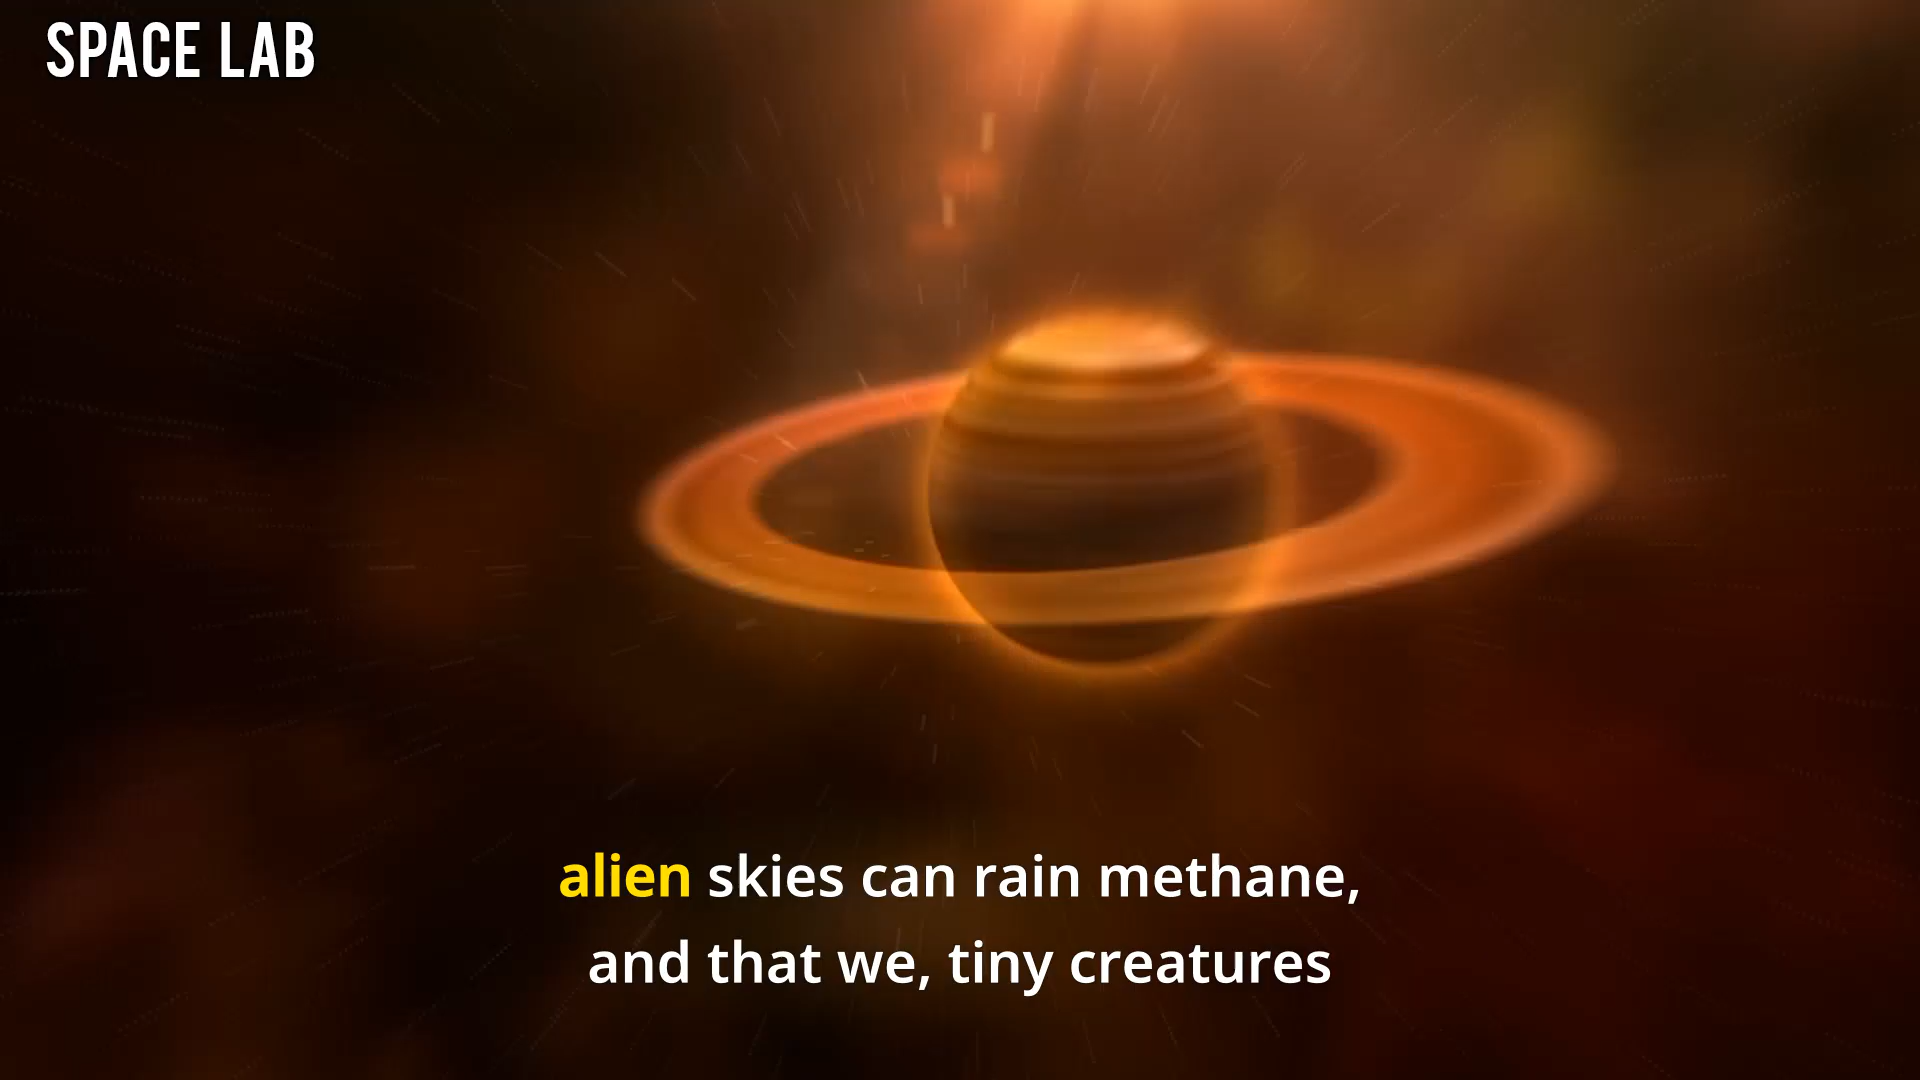 SPACE LAB
alien skies can rain methane,
and that we, tiny creatures